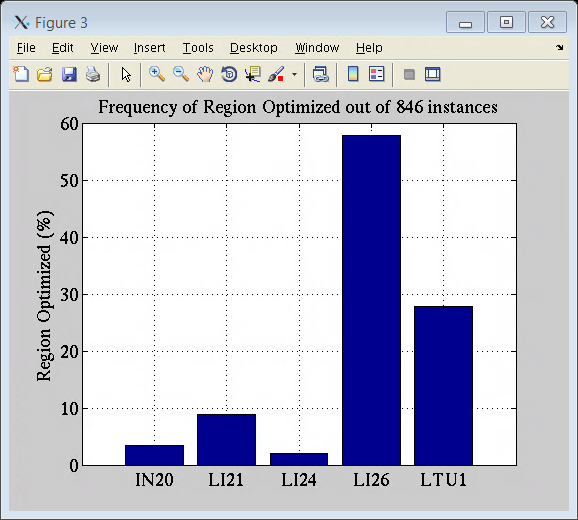 Figure 3
File Edit View Insert Tools Desktop Window Help
Frequency of Region Optimized out of 846 instances
60
50
40
30
20
10
0
Region Optimized (%)
IN20 LI21 LI24 LI26 LTU1